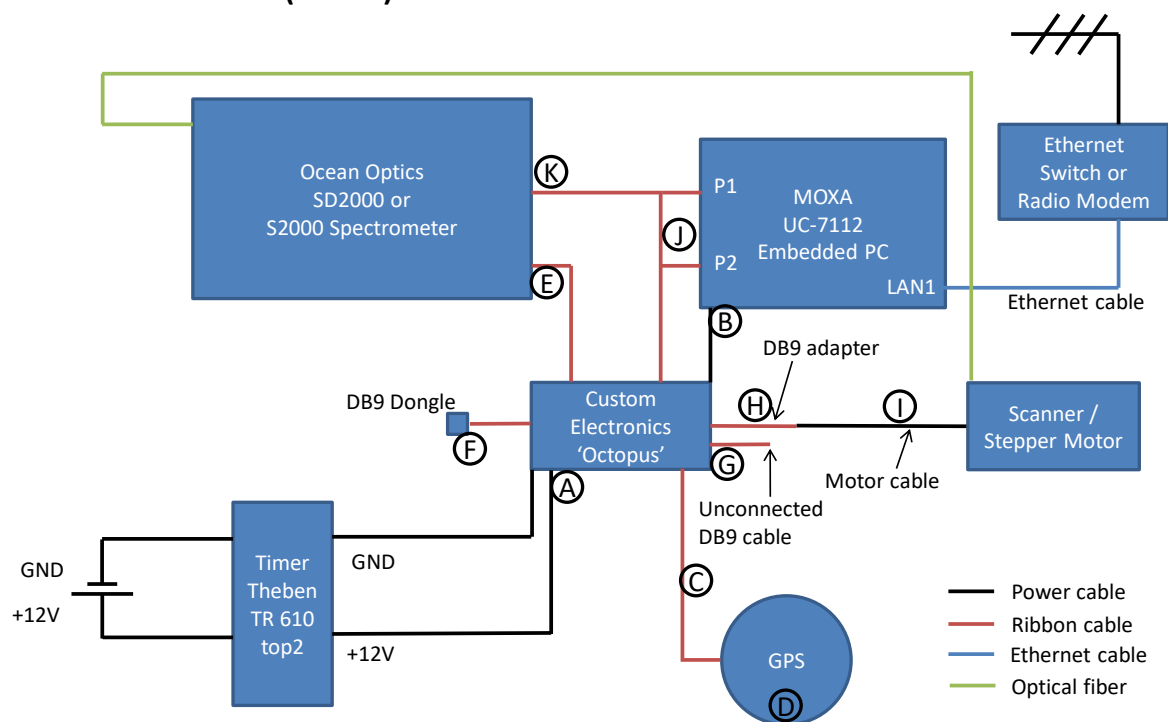 Ocean Optics
SD2000 or
S2000 Spectrometer
K
E
J
P1
P2
MOXA
UC-7112
Embedded PC
LAN1
B
Ethernet
Switch or
Radio Modem
Ethernet cable
DB9 adapter
DB9 Dongle
F
Custom
Electronics
'Octopus'
H
I
G
A
Scanner /
Stepper Motor
Motor cable
Unconnected
DB9 cable
GND
+12V
Timer
Theben
TR 610
top2
GND
+12V
C
GPS
D
Power cable
Ribbon cable
Ethernet cable
Optical fiber